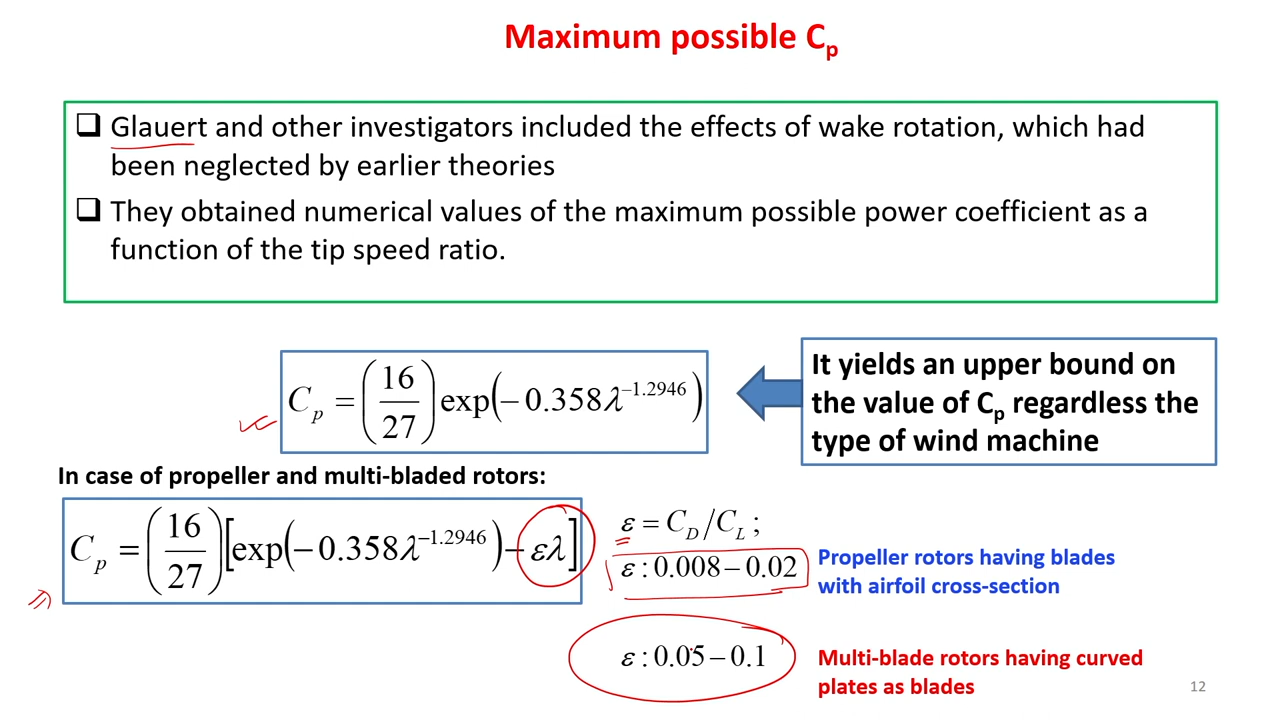 Maximum possible Cp
❑ Glauert and other investigators included the effects of wake rotation, which had
been neglected by earlier theories
❑ They obtained numerical values of the maximum possible power coefficient as a
function of the tip speed ratio.
C_p = (16/27) exp(−0.358λ^−1.2946)
It yields an upper bound on
the value of Cp regardless the
type of wind machine
In case of propeller and multi-bladed rotors:
C_p = (16/27)[exp(−0.358λ^−1.2946) − ελ]
ε = C_D/C_L ;
ε : 0.008 − 0.02
Propeller rotors having blades
with airfoil cross-section
ε : 0.05 − 0.1
Multi-blade rotors having curved
plates as blades
12